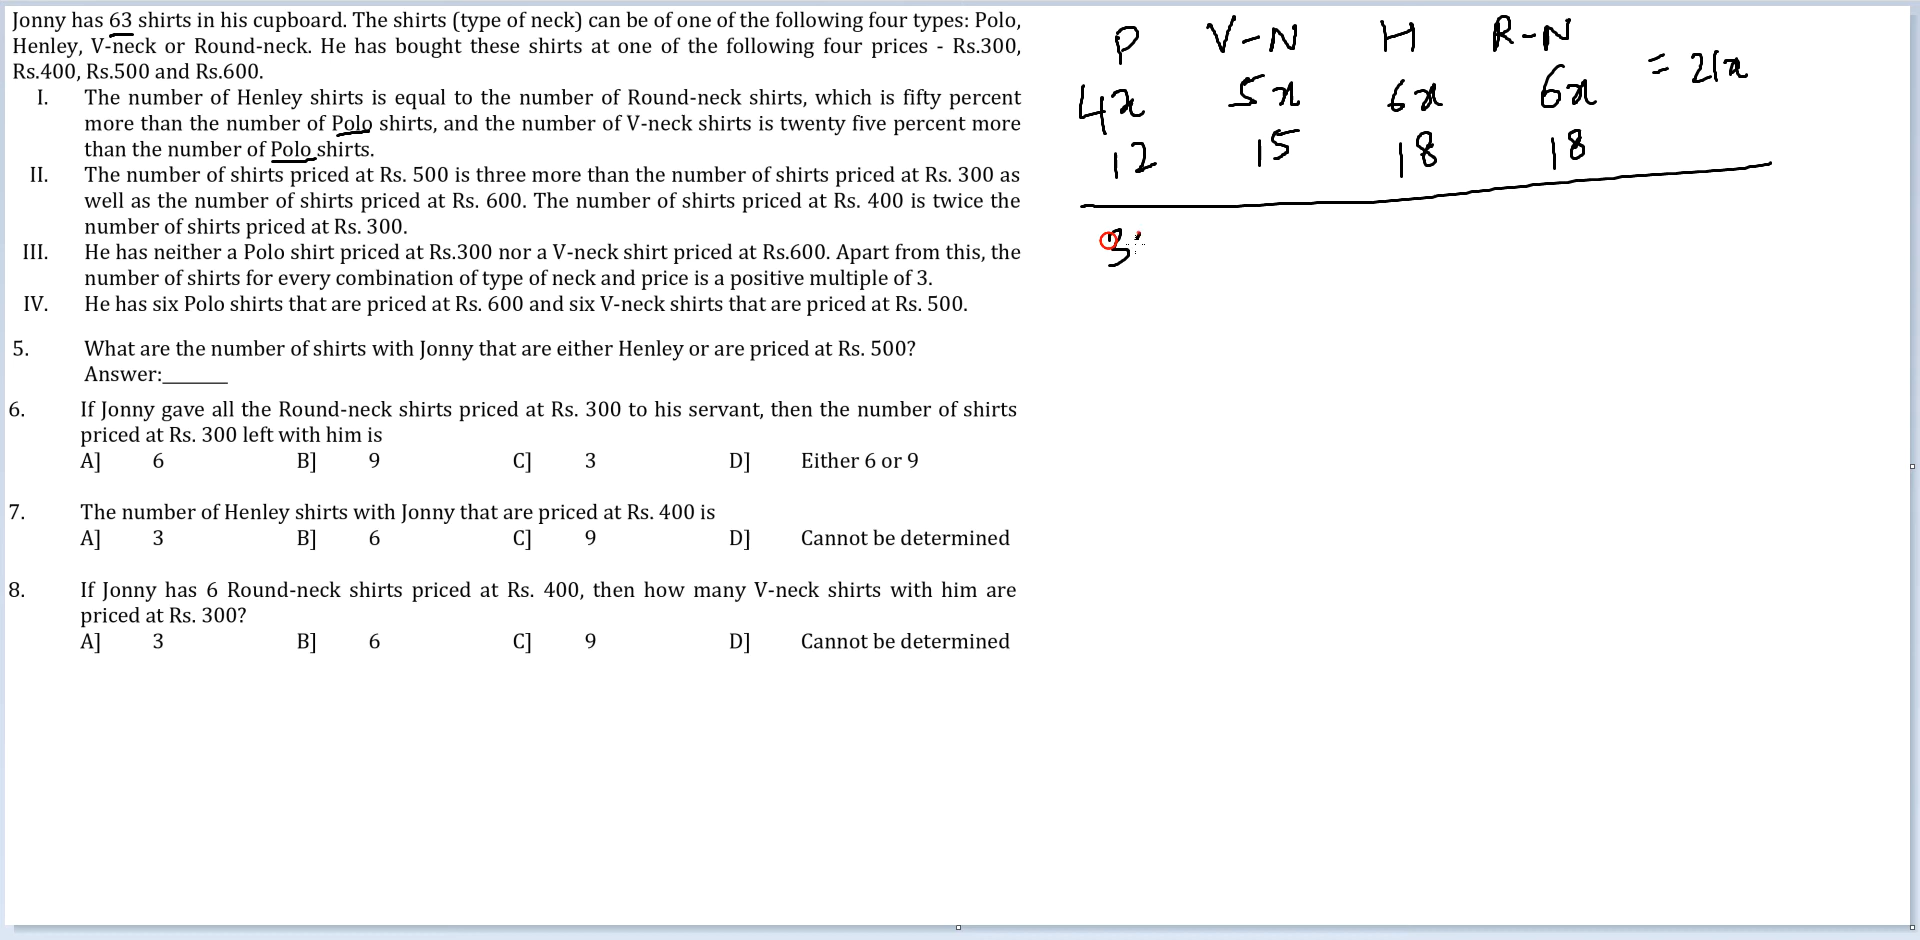 Jonny has 63 shirts in his cupboard. The shirts (type of neck) can be of one of the following four types: Polo,
Henley, V-neck or Round-neck. He has bought these shirts at one of the following four prices - Rs.300,
Rs.400, Rs.500 and Rs.600.
I. The number of Henley shirts is equal to the number of Round-neck shirts, which is fifty percent
more than the number of Polo shirts, and the number of V-neck shirts is twenty five percent more
than the number of Polo shirts.
II. The number of shirts priced at Rs. 500 is three more than the number of shirts priced at Rs. 300 as
well as the number of shirts priced at Rs. 600. The number of shirts priced at Rs. 400 is twice the
number of shirts priced at Rs. 300.
III. He has neither a Polo shirt priced at Rs.300 nor a V-neck shirt priced at Rs.600. Apart from this, the
number of shirts for every combination of type of neck and price is a positive multiple of 3.
IV. He has six Polo shirts that are priced at Rs. 600 and six V-neck shirts that are priced at Rs. 500.
5. What are the number of shirts with Jonny that are either Henley or are priced at Rs. 500?
Answer:_______
6. If Jonny gave all the Round-neck shirts priced at Rs. 300 to his servant, then the number of shirts
priced at Rs. 300 left with him is
A] 6 B] 9 C] 3 D] Either 6 or 9
7. The number of Henley shirts with Jonny that are priced at Rs. 400 is
A] 3 B] 6 C] 9 D] Cannot be determined
8. If Jonny has 6 Round-neck shirts priced at Rs. 400, then how many V-neck shirts with him are
priced at Rs. 300?
A] 3 B] 6 C] 9 D] Cannot be determined
P V-N H R-N
4x 5x 6x 6x = 21x
12 15 18 18
3